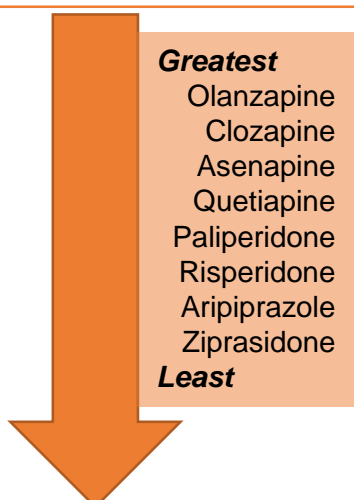 Greatest
Olanzapine
Clozapine
Asenapine
Quetiapine
Paliperidone
Risperidone
Aripiprazole
Ziprasidone
Least